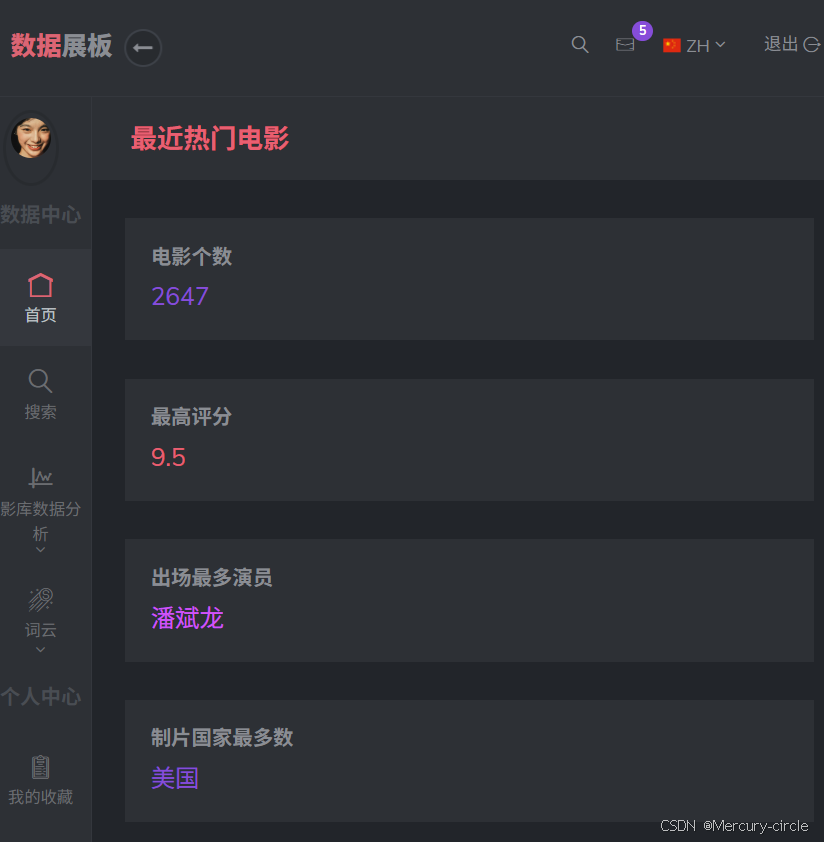 数据展板
5
ZH
退出
最近热门电影
数据中心
首页
搜索
影库数据分
析
词云
个人中心
我的收藏
电影个数
2647
最高评分
9.5
出场最多演员
潘斌龙
制片国家最多数
美国
CSDN @Mercury-circle